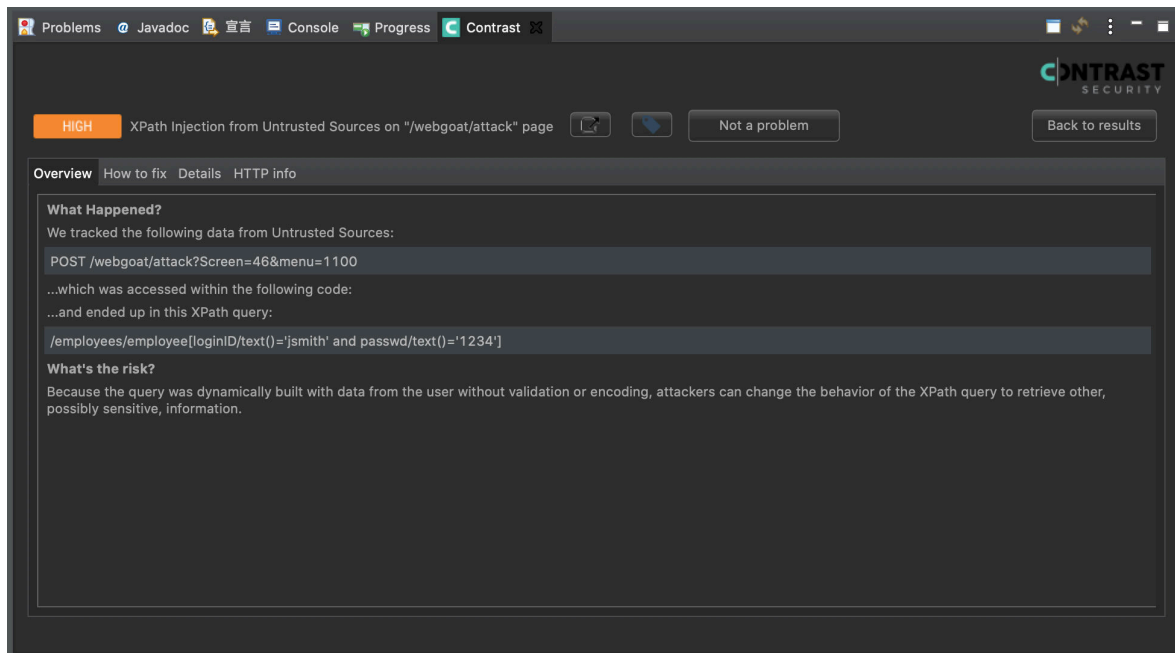 Problems @ Javadoc 宣言 Console Progress Contrast
CONTRAST
SECURITY
HIGH XPath Injection from Untrusted Sources on "/webgoat/attack" page Not a problem Back to results
Overview How to fix Details HTTP info
What Happened?
We tracked the following data from Untrusted Sources:
POST /webgoat/attack?Screen=46&menu=1100
...which was accessed within the following code:
...and ended up in this XPath query:
/employees/employee[loginID/text()='jsmith' and passwd/text()='1234']
What's the risk?
Because the query was dynamically built with data from the user without validation or encoding, attackers can change the behavior of the XPath query to retrieve other,
possibly sensitive, information.